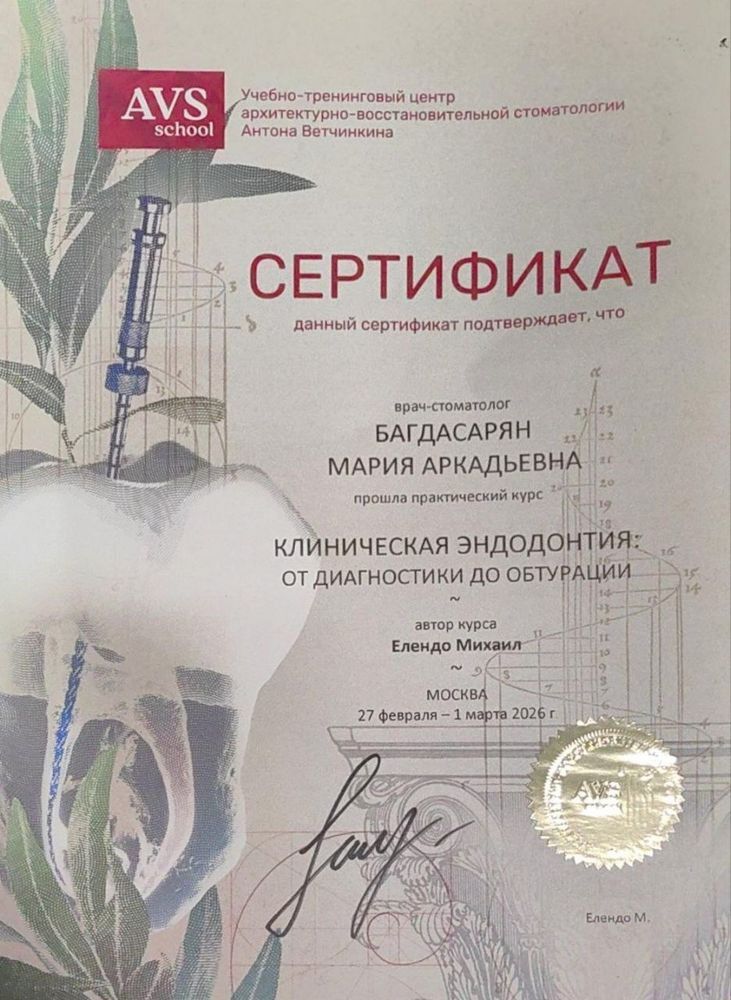 AVS
school
Учебно-тренинговый центр
архитектурно-восстановительной стоматологии
Антона Ветчинкина
СЕРТИФИКАТ
данный сертификат подтверждает, что
врач-стоматолог
БАГДАСАРЯН
МАРИЯ АРКАДЬЕВНА
прошла практический курс
КЛИНИЧЕСКАЯ ЭНДОДОНТИЯ:
ОТ ДИАГНОСТИКИ ДО ОБТУРАЦИИ
~
автор курса
Елендо Михаил
~
МОСКВА
27 февраля – 1 марта 2026 г
AVS
Елендо М.